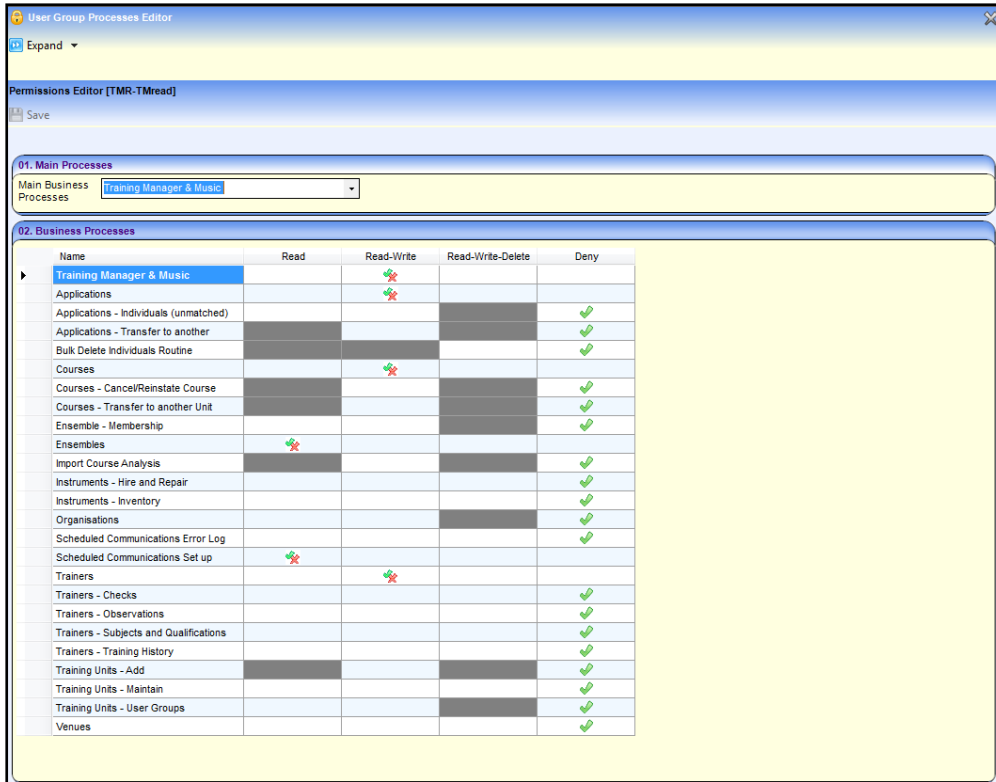 User Group Processes Editor
Expand
Permissions Editor [TMR-TMread]
Save
01. Main Processes
Main Business Processes
Training Manager & Music
02. Business Processes
Name Read Read-Write Read-Write-Delete Deny
Training Manager & Music
Applications
Applications - Individuals (unmatched)
Applications - Transfer to another
Bulk Delete Individuals Routine
Courses
Courses - Cancel/Reinstate Course
Courses - Transfer to another Unit
Ensemble - Membership
Ensembles
Import Course Analysis
Instruments - Hire and Repair
Instruments - Inventory
Organisations
Scheduled Communications Error Log
Scheduled Communications Set up
Trainers
Trainers - Checks
Trainers - Observations
Trainers - Subjects and Qualifications
Trainers - Training History
Training Units - Add
Training Units - Maintain
Training Units - User Groups
Venues